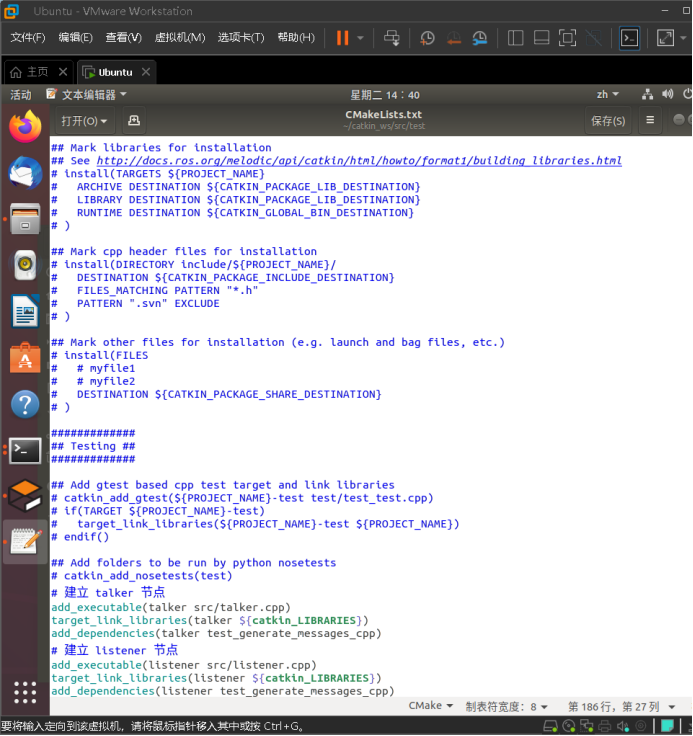 Ubuntu - VMware Workstation
文件(F) 编辑(E) 查看(V) 虚拟机(M) 选项卡(T) 帮助(H)
主页 Ubuntu
活动 文本编辑器 星期二 14：40 zh
打开(O) CMakeLists.txt 保存(S)
~/catkin_ws/src/test
## Mark libraries for installation
## See http://docs.ros.org/melodic/api/catkin/html/howto/format1/building_libraries.html
# install(TARGETS ${PROJECT_NAME}
#   ARCHIVE DESTINATION ${CATKIN_PACKAGE_LIB_DESTINATION}
#   LIBRARY DESTINATION ${CATKIN_PACKAGE_LIB_DESTINATION}
#   RUNTIME DESTINATION ${CATKIN_GLOBAL_BIN_DESTINATION}
# )
## Mark cpp header files for installation
# install(DIRECTORY include/${PROJECT_NAME}/
#   DESTINATION ${CATKIN_PACKAGE_INCLUDE_DESTINATION}
#   FILES_MATCHING PATTERN "*.h"
#   PATTERN ".svn" EXCLUDE
# )
## Mark other files for installation (e.g. launch and bag files, etc.)
# install(FILES
#   # myfile1
#   # myfile2
#   DESTINATION ${CATKIN_PACKAGE_SHARE_DESTINATION}
# )
#############
## Testing ##
#############
## Add gtest based cpp test target and link libraries
# catkin_add_gtest(${PROJECT_NAME}-test test/test_test.cpp)
# if(TARGET ${PROJECT_NAME}-test)
#   target_link_libraries(${PROJECT_NAME}-test ${PROJECT_NAME})
# endif()
## Add folders to be run by python nosetests
# catkin_add_nosetests(test)
# 建立 talker 节点
add_executable(talker src/talker.cpp)
target_link_libraries(talker ${catkin_LIBRARIES})
add_dependencies(talker test_generate_messages_cpp)
# 建立 listener 节点
add_executable(listener src/listener.cpp)
target_link_libraries(listener ${catkin_LIBRARIES})
add_dependencies(listener test_generate_messages_cpp)
CMake 制表符宽度：8 第 186 行，第 27 列
要将输入定向到该虚拟机，请将鼠标指针移入其中或按 Ctrl+G。